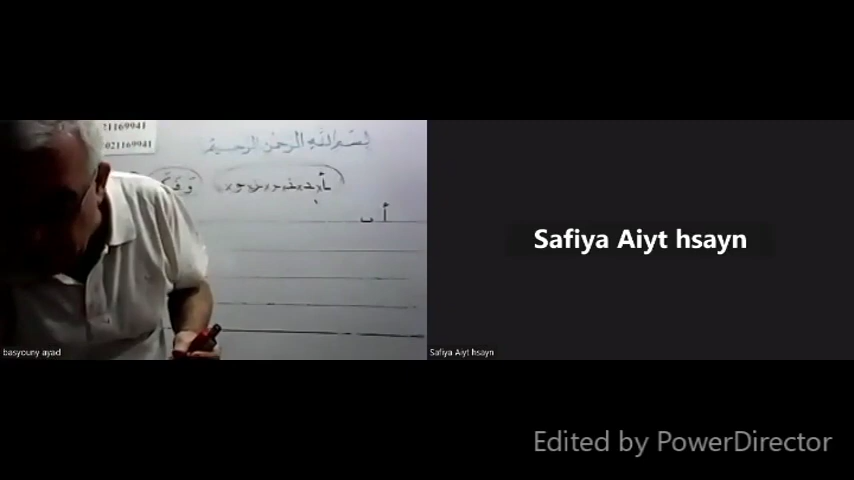 21169941
021169941
بسم الله الرحمن الرحيم
أ ب
Safiya Aiyt hsayn
basyouny ayad
Safiya Aiyt hsayn
Edited by PowerDirector